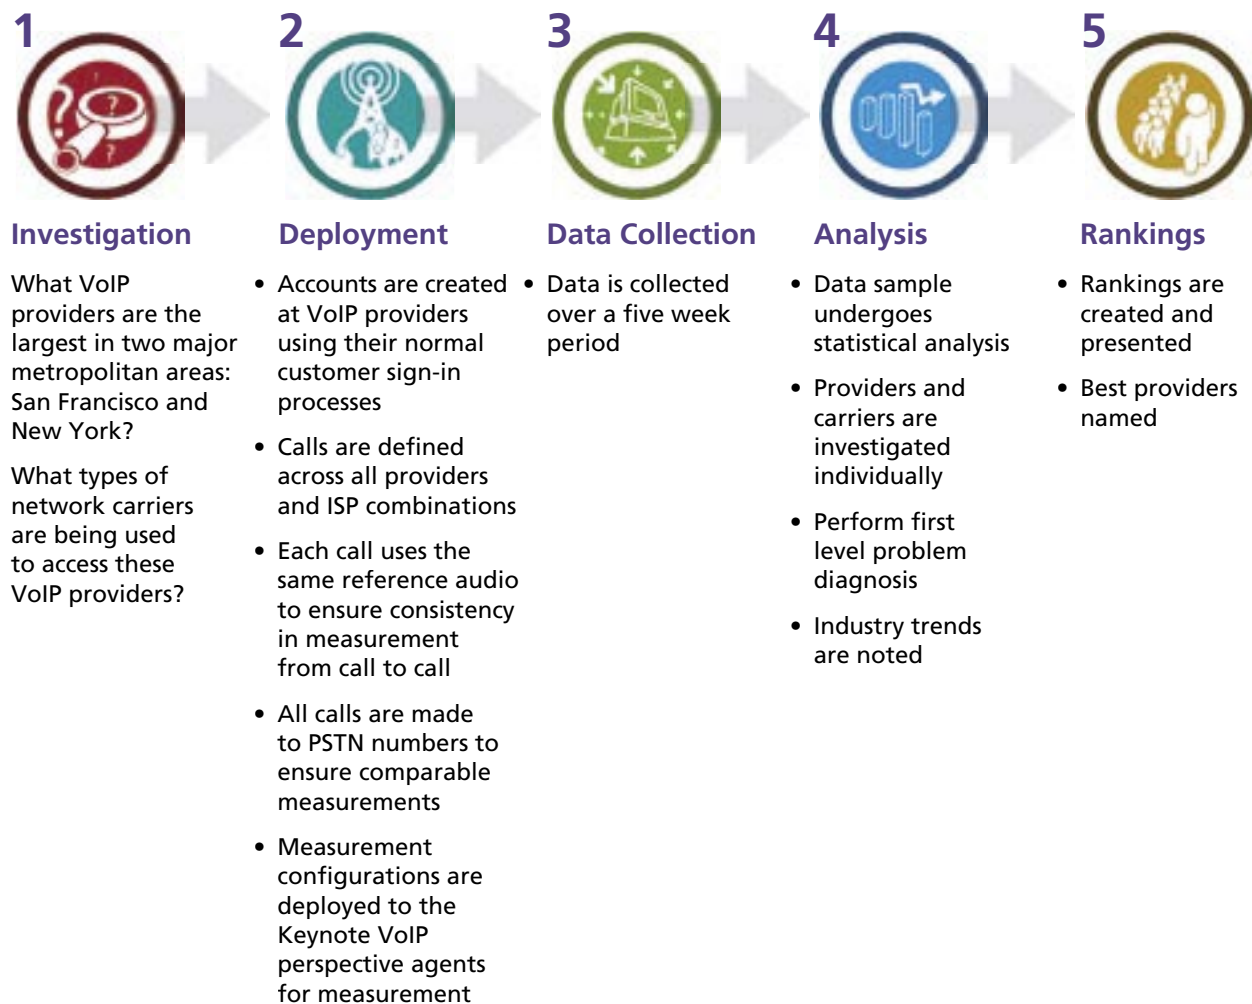 1
Investigation
What VoIP
providers are the
largest in two major
metropolitan areas:
San Francisco and
New York?
What types of
network carriers
are being used
to access these
VoIP providers?
2
Deployment
• Accounts are created
at VoIP providers
using their normal
customer sign-in
processes
• Calls are defined
across all providers
and ISP combinations
• Each call uses the
same reference audio
to ensure consistency
in measurement
from call to call
• All calls are made
to PSTN numbers to
ensure comparable
measurements
• Measurement
configurations are
deployed to the
Keynote VoIP
perspective agents
for measurement
3
Data Collection
• Data is collected
over a five week
period
4
Analysis
• Data sample
undergoes
statistical analysis
• Providers and
carriers are
investigated
individually
• Perform first
level problem
diagnosis
• Industry trends
are noted
5
Rankings
• Rankings are
created and
presented
• Best providers
named